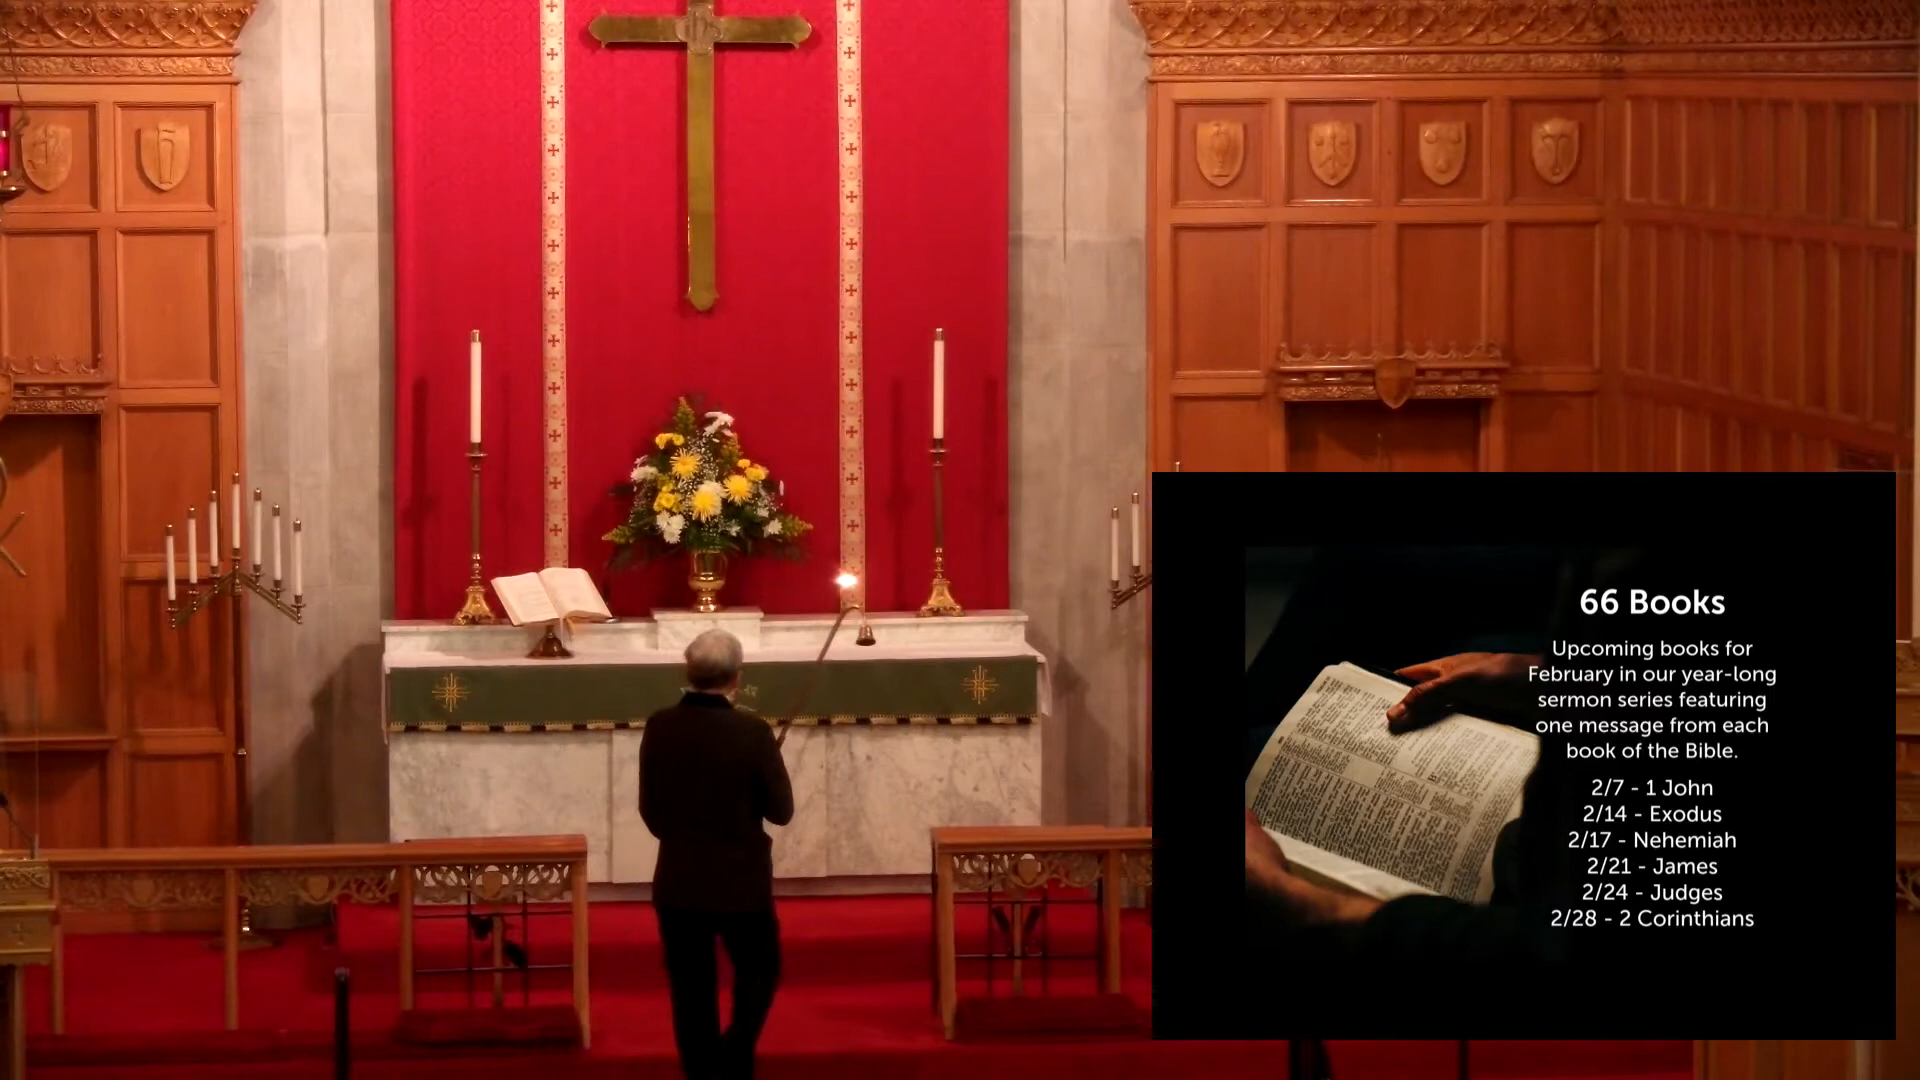 66 Books
Upcoming books for
February in our year-long
sermon series featuring
one message from each
book of the Bible.
2/7 - 1 John
2/14 - Exodus
2/17 - Nehemiah
2/21 - James
2/24 - Judges
2/28 - 2 Corinthians